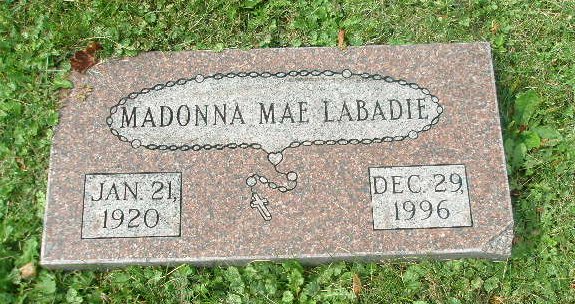 MADONNA MAE LABADIE
JAN. 21,
1920
DEC. 29,
1996